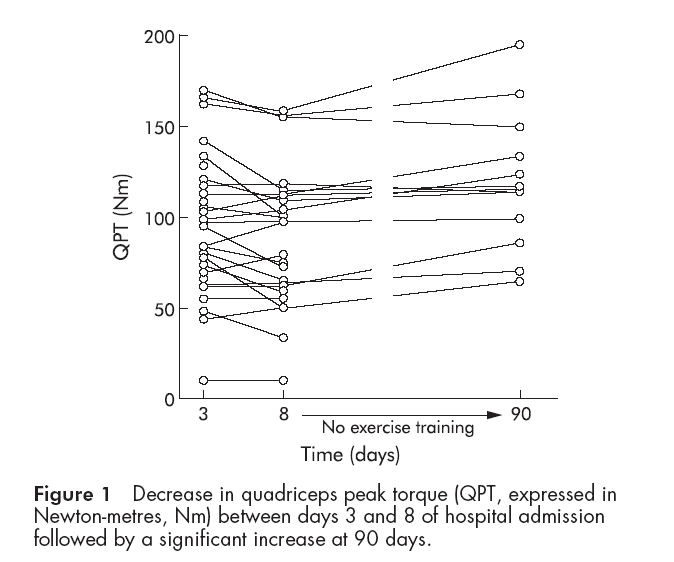 200
150
100
50
0
QPT (Nm)
3
8
90
No exercise training
Time (days)
Figure 1 Decrease in quadriceps peak torque (QPT, expressed in
Newton-metres, Nm) between days 3 and 8 of hospital admission
followed by a significant increase at 90 days.